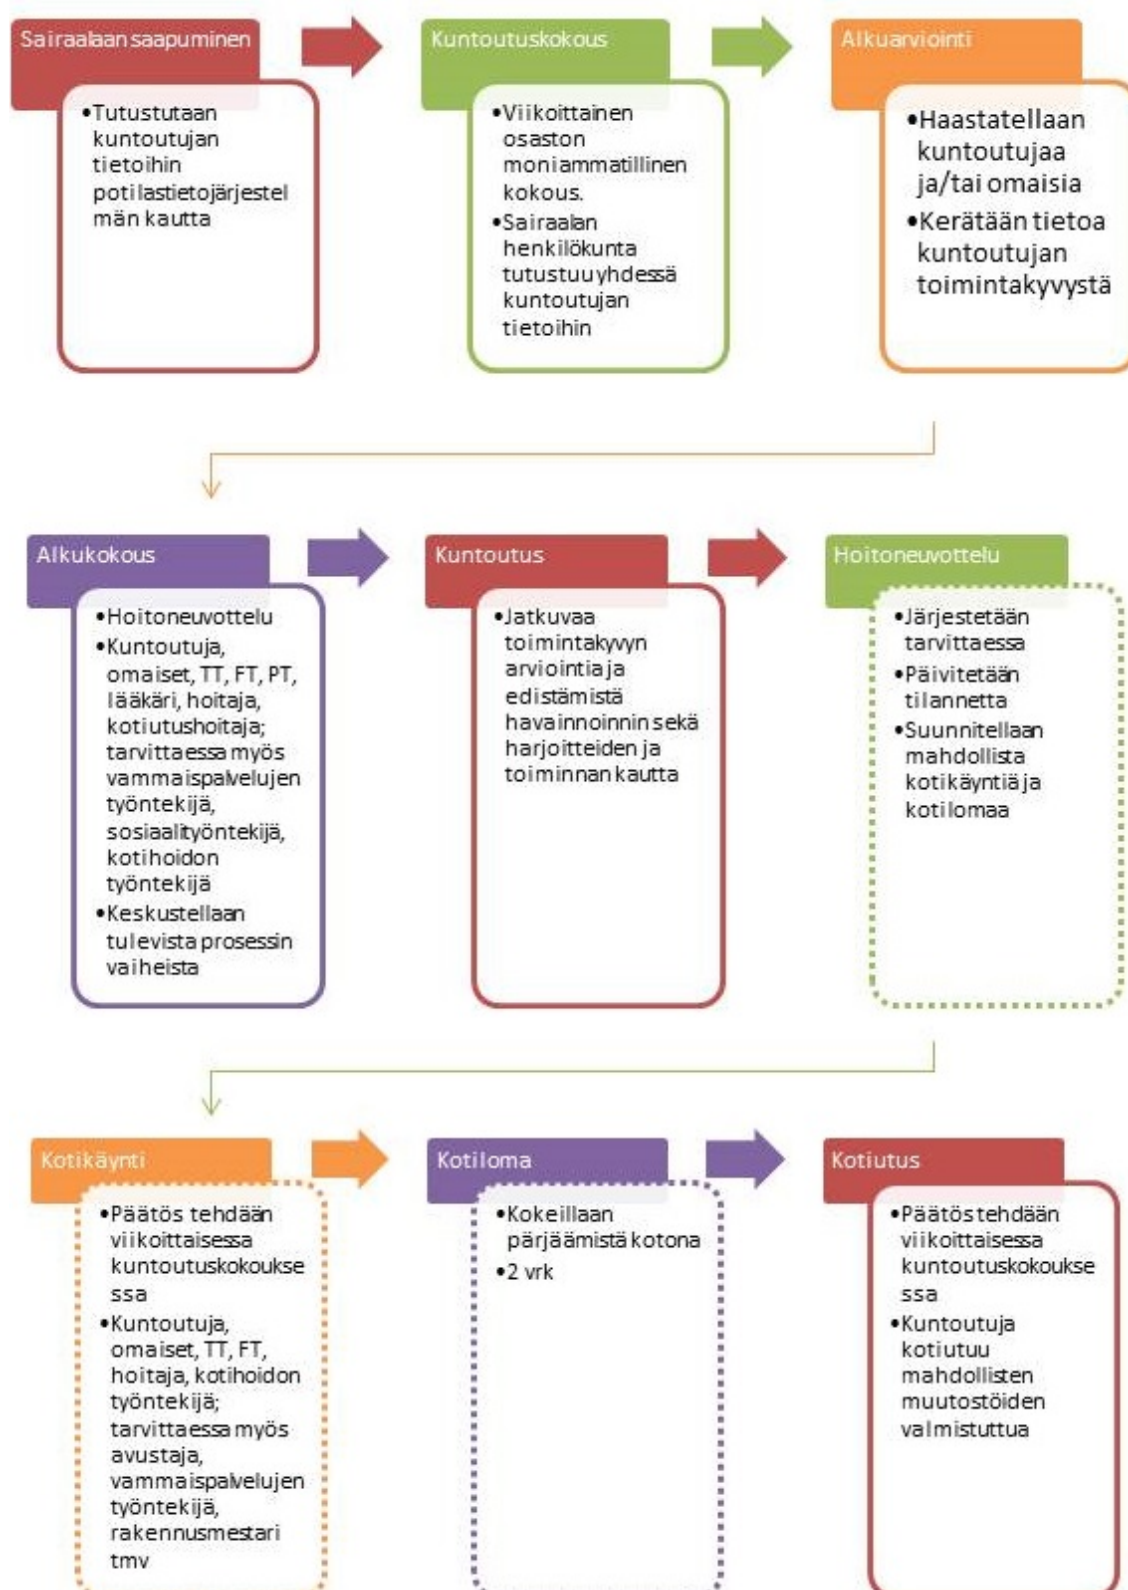 Sairaalaan saapuminen
•Tutustutaan
kuntoutujan
tietoihin
potilastietojärjestel
män kautta
Kuntoutuskokous
•Viikoittainen
osaston
moniammatillinen
kokous.
•Sairaalan
henkilökunta
tutustuu yhdessä
kuntoutujan
tietoihin
Alkuarviointi
•Haastatellaan
kuntoutujaa
ja/tai omaisia
•Kerätään tietoa
kuntoutujan
toimintakyvystä
Alkukokous
•Hoitoneuvottelu
•Kuntoutuja,
omaiset, TT, FT, PT,
lääkäri, hoitaja,
kotiutushoitaja;
tarvittaessa myös
vammaispalvelujen
työntekijä,
sosiaalityöntekijä,
kotihoidon
työntekijä
•Keskustellaan
tulevista prosessin
vaiheista
Kuntoutus
•Jatkuvaa
toimintakyvyn
arviointia ja
edistämistä
havainnoinnin sekä
harjoitteiden ja
toiminnan kautta
Hoitoneuvottelu
•Järjestetään
tarvittaessa
•Päivitetään
tilannetta
•Suunnitellaan
mahdollista
kotikäyntiä ja
kotilomaa
Kotikäynti
•Päätös tehdään
viikoittaisessa
kuntoutuskokoukse
ssa
•Kuntoutuja,
omaiset, TT, FT,
hoitaja, kotihoidon
työntekijä;
tarvittaessa myös
avustaja,
vammaispalvelujen
työntekijä,
rakennusmestari
tmv
Kotiloma
•Kokeillaan
pärjäämistä kotona
•2 vrk
Kotiutus
•Päätös tehdään
viikoittaisessa
kuntoutuskokoukse
ssa
•Kuntoutuja
kotiutuu
mahdollisten
muutostöiden
valmistuttua